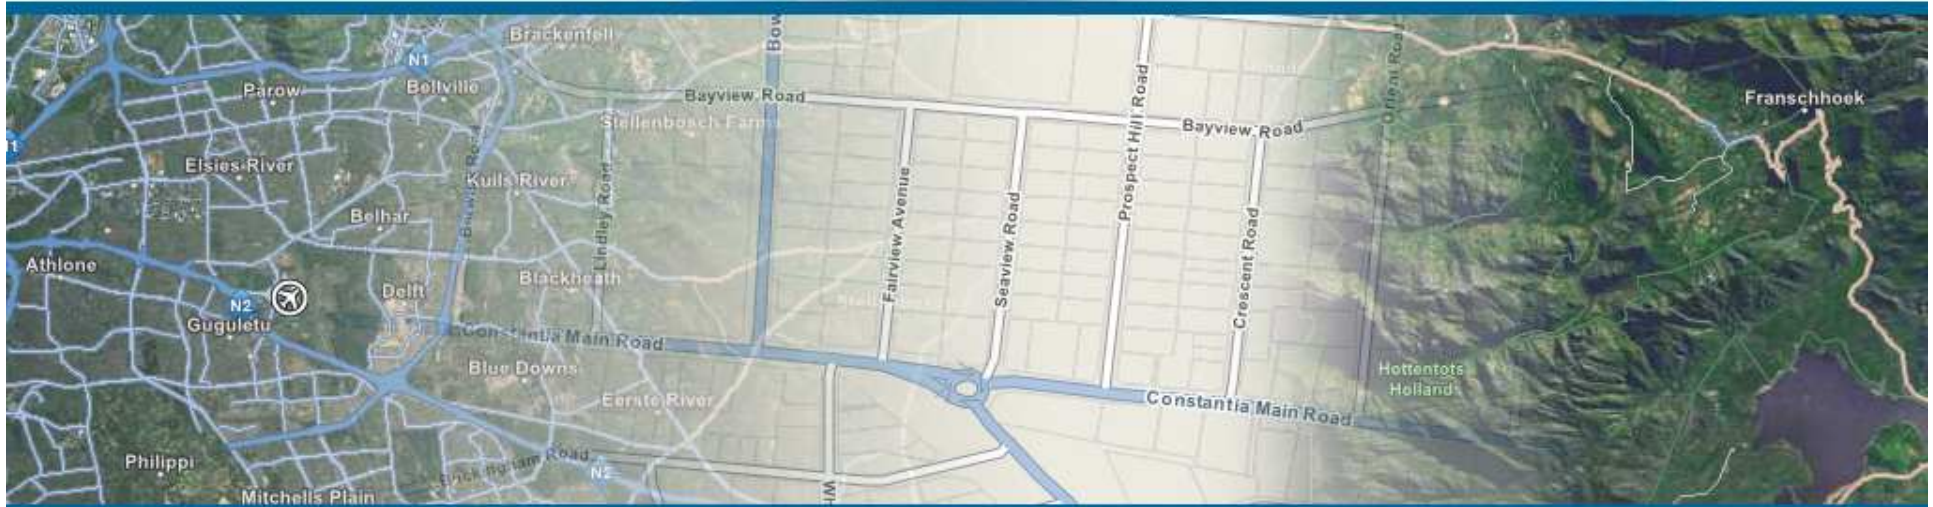 Brackenfell
N1
Parow
Bellville
Bayview Road
Franschhoek
Stellenbosch Farms
Bayview Road
Prospect Hill Road
Elsies River
Kuils River
Lindley Road
Fairview Avenue
Seaview Road
Crescent Road
Belhar
Athlone
Blackheath
Delft
N2
Guguletu
Constantia Main Road
Blue Downs
Hottentots
Holland
Eerste River
Constantia Main Road
Philippi
N2
Mitchells Plain